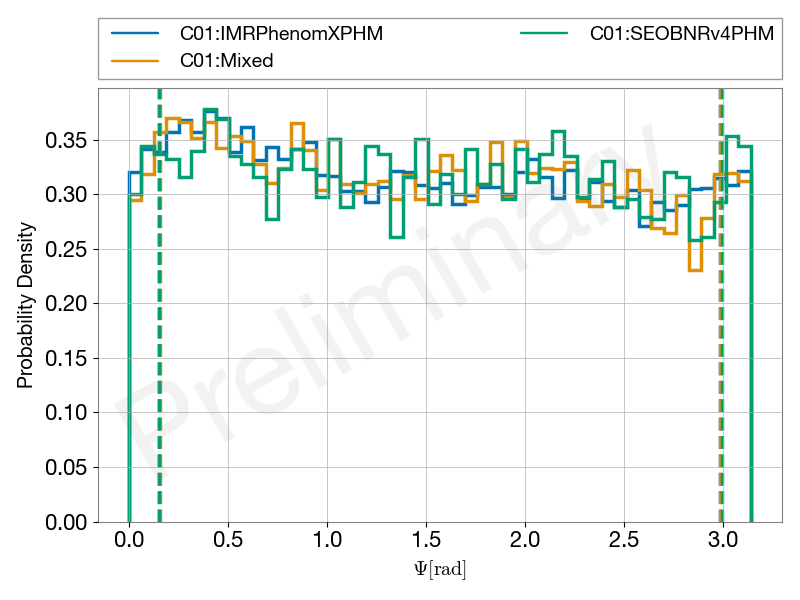 C01:IMRPhenomXPHM
C01:Mixed
C01:SEOBNRv4PHM
Probability Density
0.35
0.30
0.25
0.20
0.15
0.10
0.05
0.00
Preliminary
0.0 0.5 1.0 1.5 2.0 2.5 3.0
Ψ[rad]